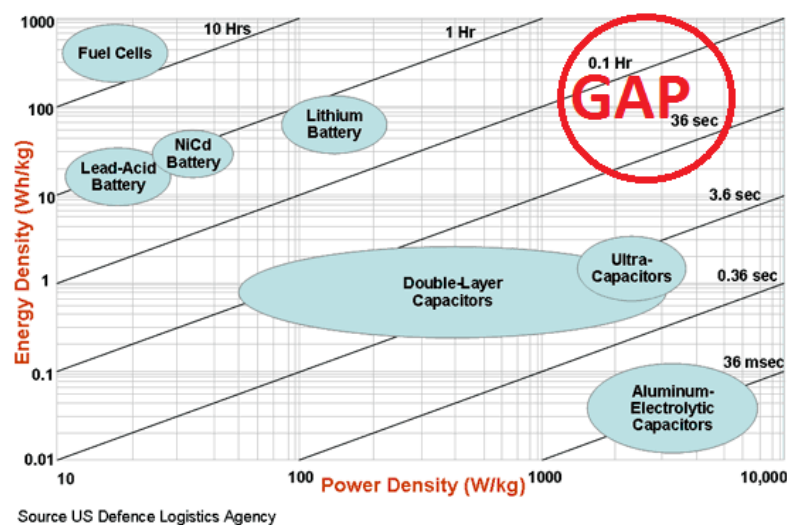 1000
100
10
1
0.1
0.01
Energy Density (Wh/kg)
Fuel Cells
10 Hrs
1 Hr
0.1 Hr
GAP
36 sec
Lithium
Battery
NiCd
Battery
Lead-Acid
Battery
3.6 sec
Ultra-
Capacitors
Double-Layer
Capacitors
0.36 sec
36 msec
Aluminum-
Electrolytic
Capacitors
10
100
1000
10,000
Power Density (W/kg)
Source US Defence Logistics Agency